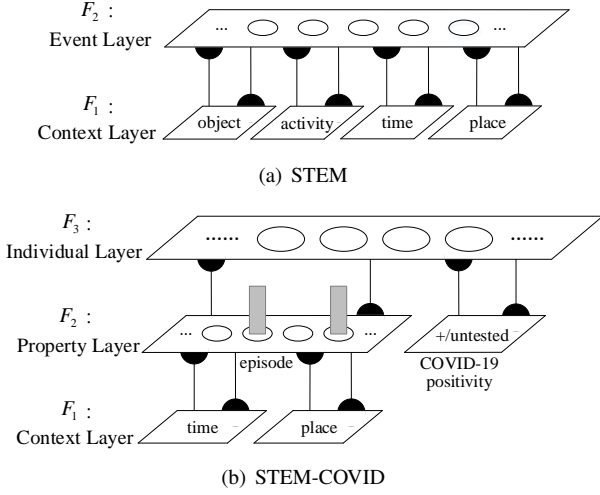 F2 :
Event Layer
... ...
F1 :
Context Layer
object activity time place
(a) STEM
F3 :
Individual Layer
...... ......
F2 :
Property Layer
... ...
episode
+/untested
COVID-19
positivity
F1 :
Context Layer
time place
(b) STEM-COVID